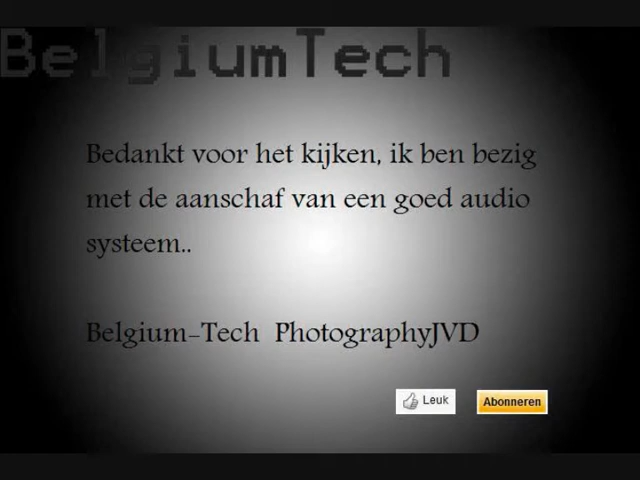 BelgiumTech
Bedankt voor het kijken, ik ben bezig
met de aanschaf van een goed audio
systeem..
Belgium-Tech PhotographyJVD
Leuk
Abonneren